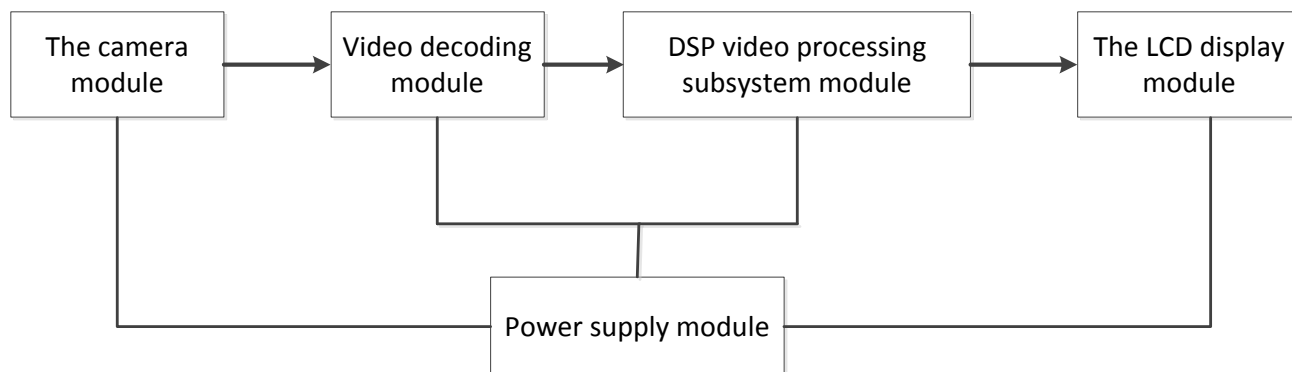 The camera
module
Video decoding
module
DSP video processing
subsystem module
The LCD display
module
Power supply module